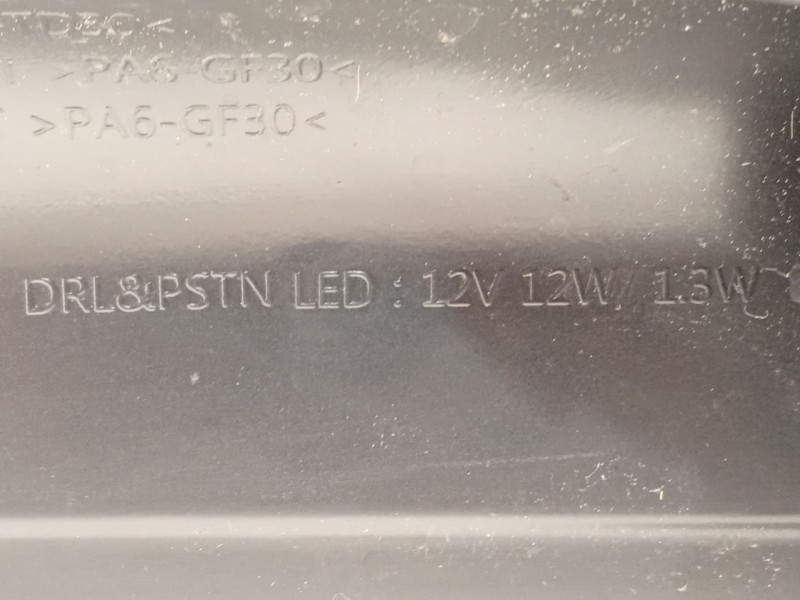 >PA6-GF30<
>PA6-GF30<
DRL&PSTN LED : 12V 12W/ 1.3W